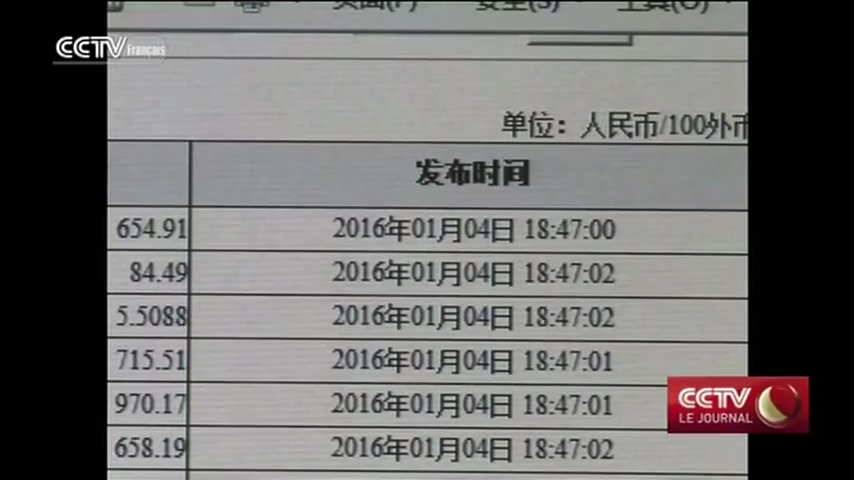 页面(P) 安全(S) 工具(O)
CCTV Français
单位：人民币/100外币
发布时间
654.91 2016年01月04日 18:47:00
84.49 2016年01月04日 18:47:02
5.5088 2016年01月04日 18:47:02
715.51 2016年01月04日 18:47:01
970.17 2016年01月04日 18:47:01
658.19 2016年01月04日 18:47:02
CCTV
LE JOURNAL